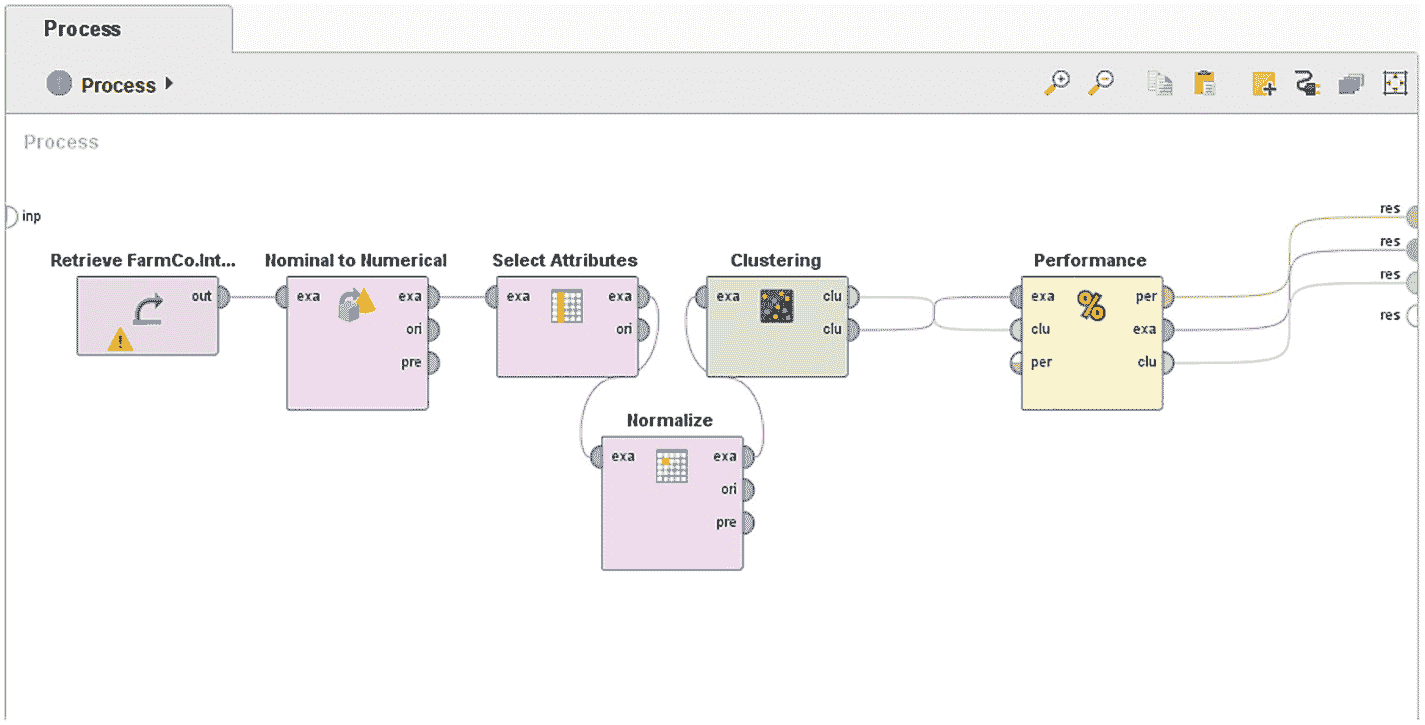 Process
Process
Process
inp
res
res
res
res
Retrieve FarmCo.Int...
out
Nominal to Numerical
exa
exa
ori
pre
Select Attributes
exa
exa
ori
Clustering
exa
clu
clu
Performance
exa
per
clu
exa
per
clu
%
Normalize
exa
exa
ori
pre